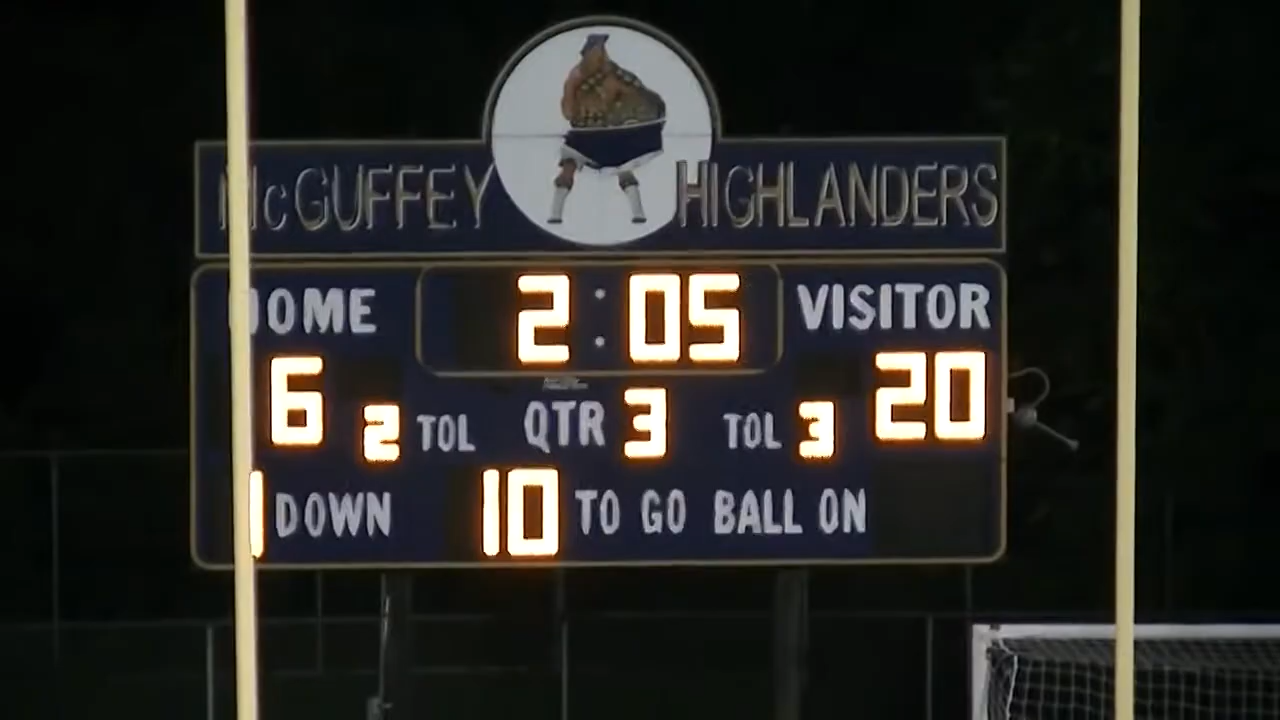 McGUFFEY HIGHLANDERS
HOME 2:05 VISITOR
6 2 TOL QTR 3 TOL 3 20
1 DOWN 10 TO GO BALL ON